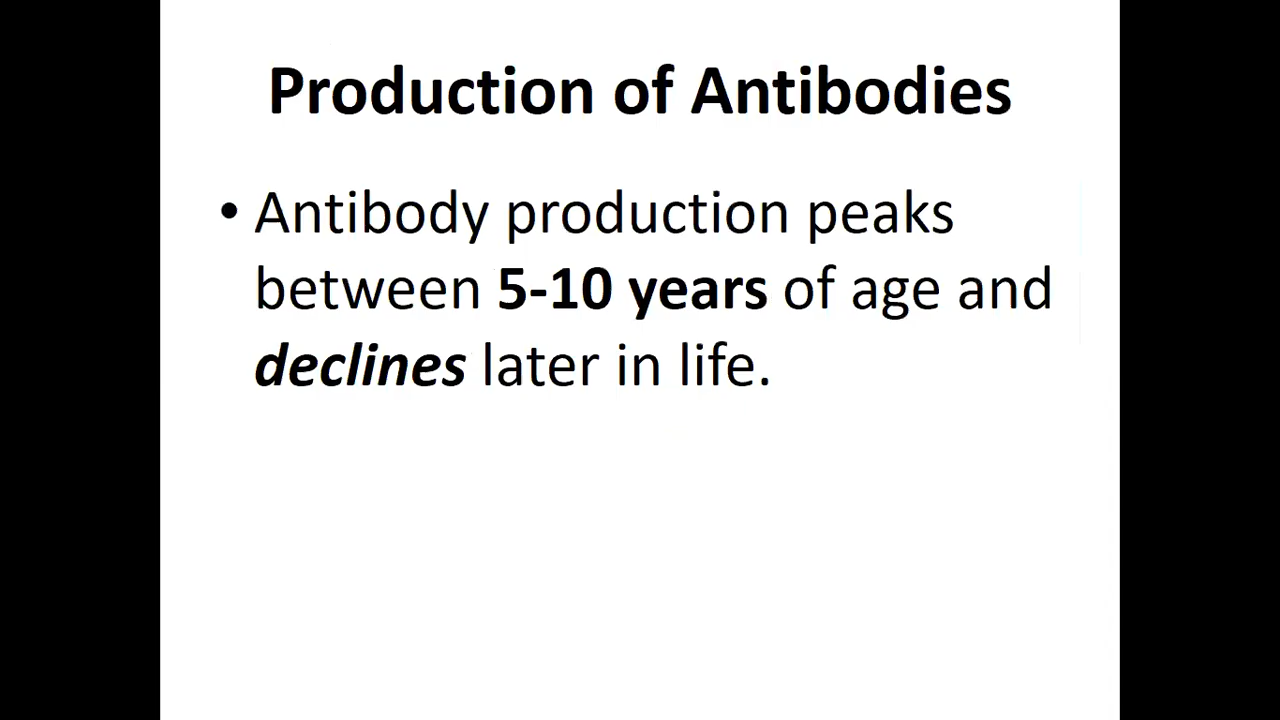 Production of Antibodies
• Antibody production peaks
between 5-10 years of age and
declines later in life.